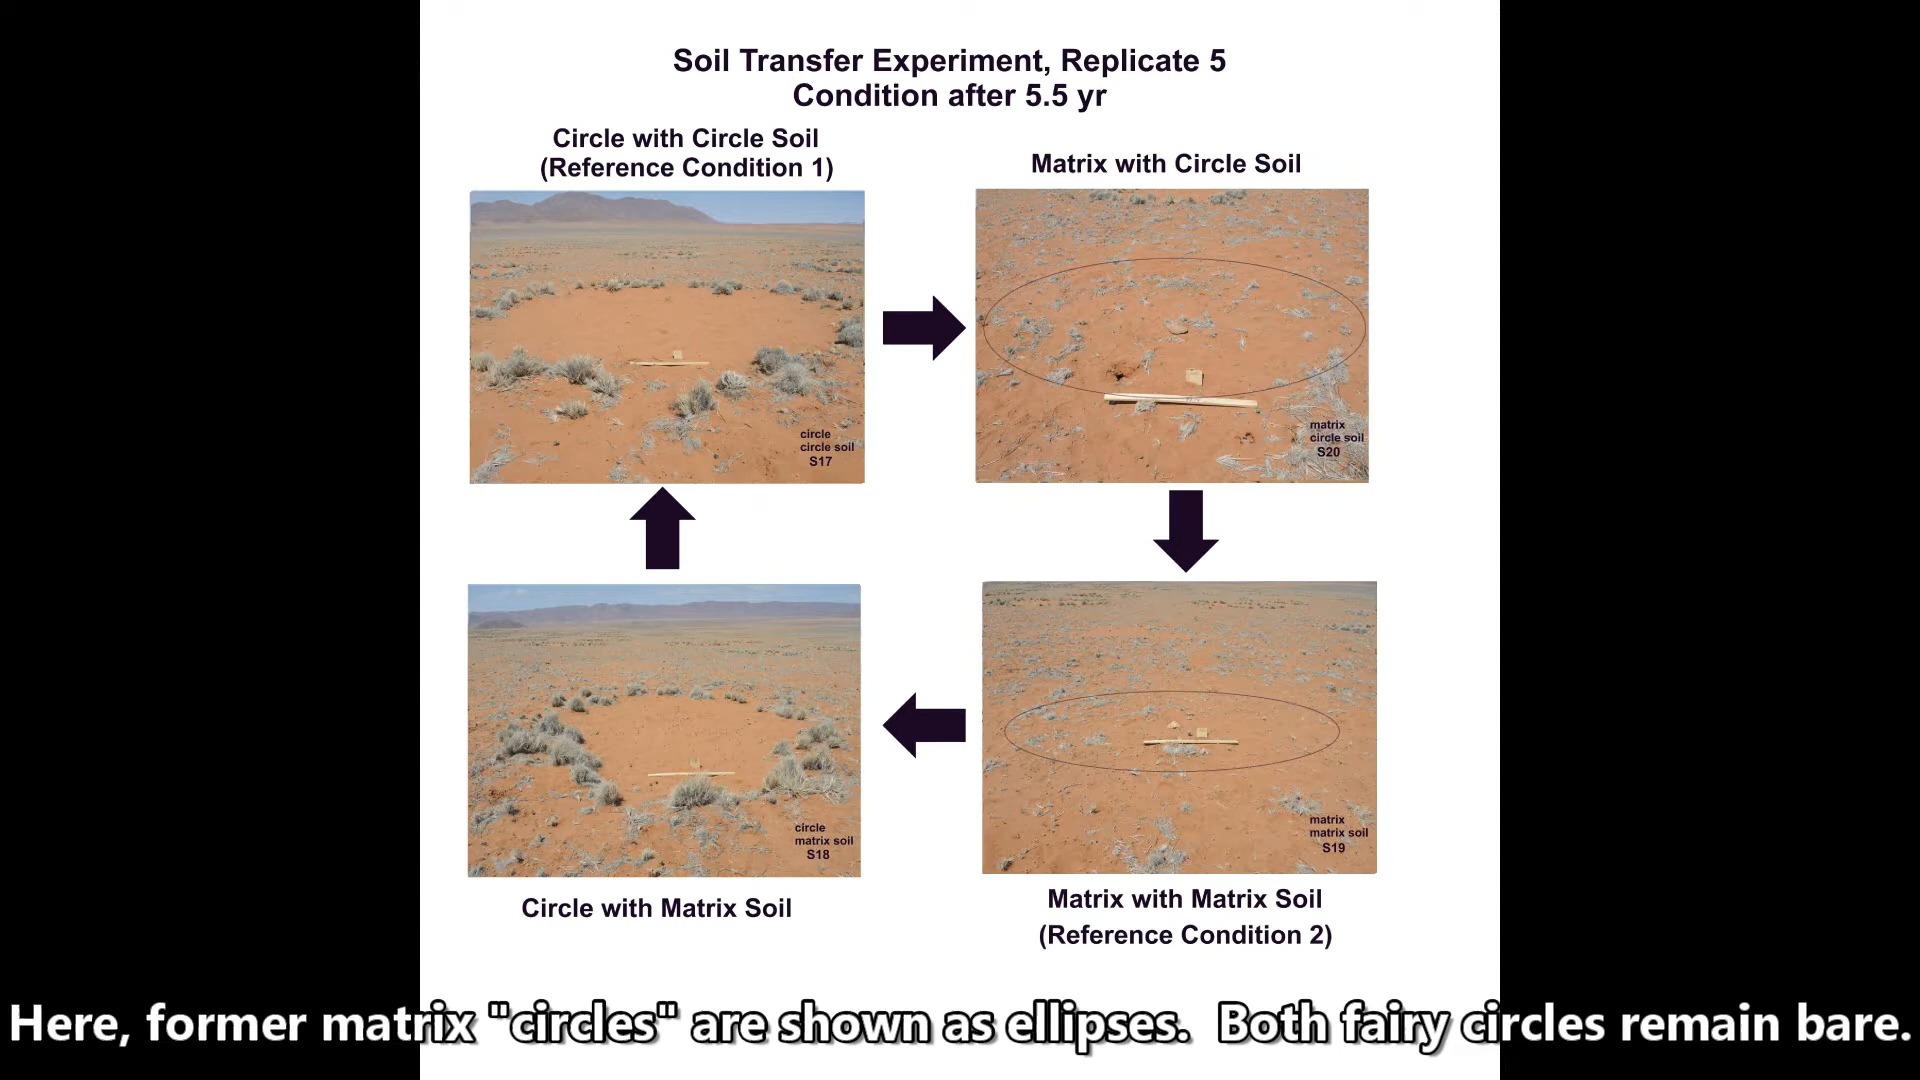 Soil Transfer Experiment, Replicate 5
Condition after 5.5 yr
Circle with Circle Soil
(Reference Condition 1)
Matrix with Circle Soil
circle
circle soil
S17
matrix
circle soil
S20
circle
matrix soil
S18
matrix
matrix soil
S19
Circle with Matrix Soil
Matrix with Matrix Soil
(Reference Condition 2)
Here, former matrix "circles" are shown as ellipses. Both fairy circles remain bare.